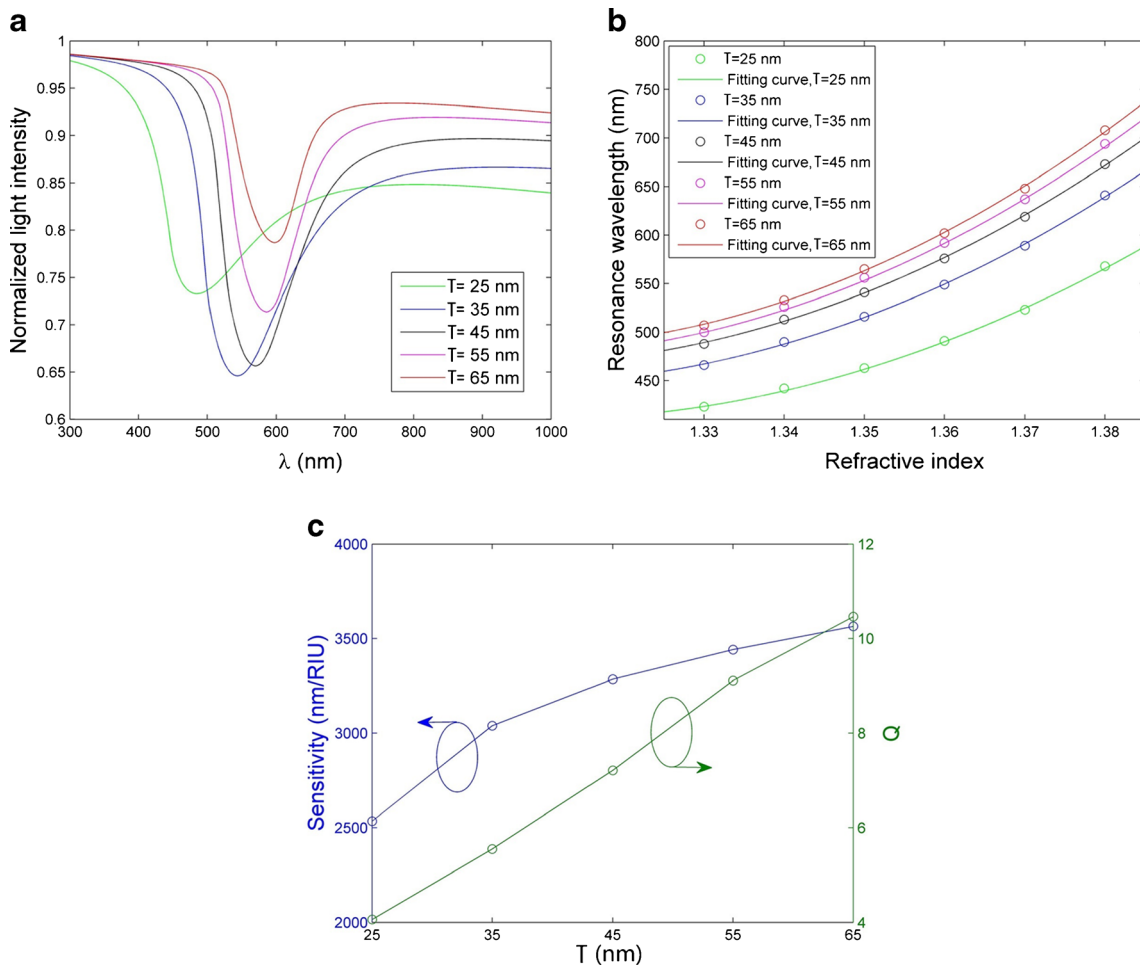 a
Normalized light intensity
1
0.95
0.9
0.85
0.8
0.75
0.7
0.65
0.6
300 400 500 600 700 800 900 1000
λ (nm)
T= 25 nm
T= 35 nm
T= 45 nm
T= 55 nm
T= 65 nm
b
Resonance wavelength (nm)
800
750
700
650
600
550
500
450
1.33 1.34 1.35 1.36 1.37 1.38
Refractive index
T=25 nm
Fitting curve,T=25 nm
T=35 nm
Fitting curve,T=35 nm
T=45 nm
Fitting curve,T=45 nm
T=55 nm
Fitting curve,T=55 nm
T=65 nm
Fitting curve,T=65 nm
c
Sensitivity (nm/RIU)
4000
3500
3000
2500
2000
25 35 45 55 65
T (nm)
12
10
8
6
4
Q